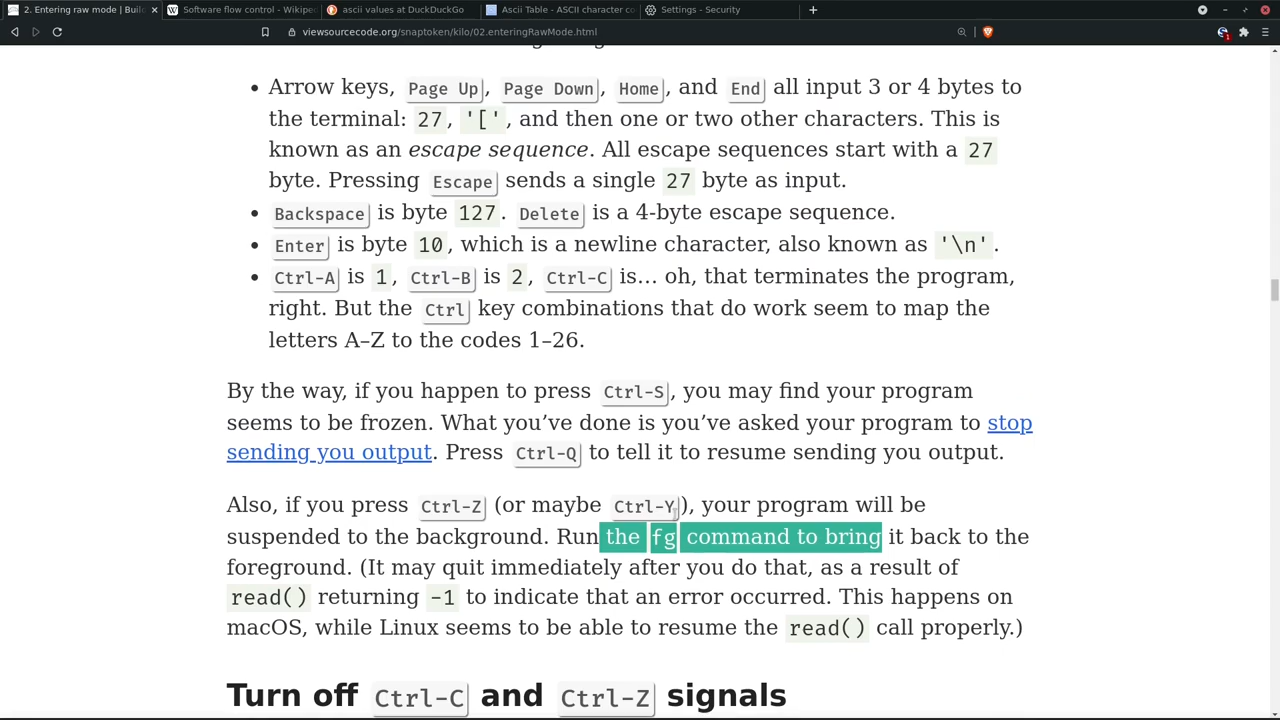 2. Entering raw mode | Build
Software flow control - Wikipe
ascii values at DuckDuckGo
Ascii Table - ASCII character co
Settings - Security
viewsourcecode.org/snaptoken/kilo/02.enteringRawMode.html
• Arrow keys, Page Up, Page Down, Home, and End all input 3 or 4 bytes to
the terminal: 27, '[', and then one or two other characters. This is
known as an escape sequence. All escape sequences start with a 27
byte. Pressing Escape sends a single 27 byte as input.
• Backspace is byte 127. Delete is a 4-byte escape sequence.
• Enter is byte 10, which is a newline character, also known as '\n'.
• Ctrl-A is 1, Ctrl-B is 2, Ctrl-C is... oh, that terminates the program,
right. But the Ctrl key combinations that do work seem to map the
letters A–Z to the codes 1–26.
By the way, if you happen to press Ctrl-S, you may find your program
seems to be frozen. What you've done is you've asked your program to stop
sending you output. Press Ctrl-Q to tell it to resume sending you output.
Also, if you press Ctrl-Z (or maybe Ctrl-Y), your program will be
suspended to the background. Run the fg command to bring it back to the
foreground. (It may quit immediately after you do that, as a result of
read() returning -1 to indicate that an error occurred. This happens on
macOS, while Linux seems to be able to resume the read() call properly.)
Turn off Ctrl-C and Ctrl-Z signals